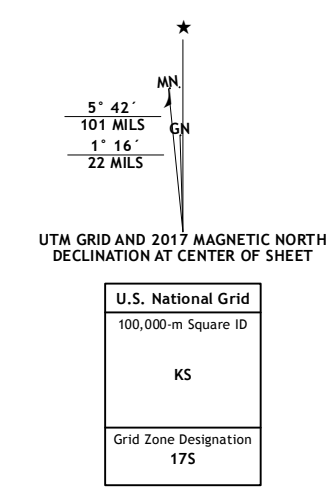 ★
MN
GN
5° 42´
101 MILS
1° 16´
22 MILS
UTM GRID AND 2017 MAGNETIC NORTH
DECLINATION AT CENTER OF SHEET
U.S. National Grid
100,000-m Square ID
KS
Grid Zone Designation
17S